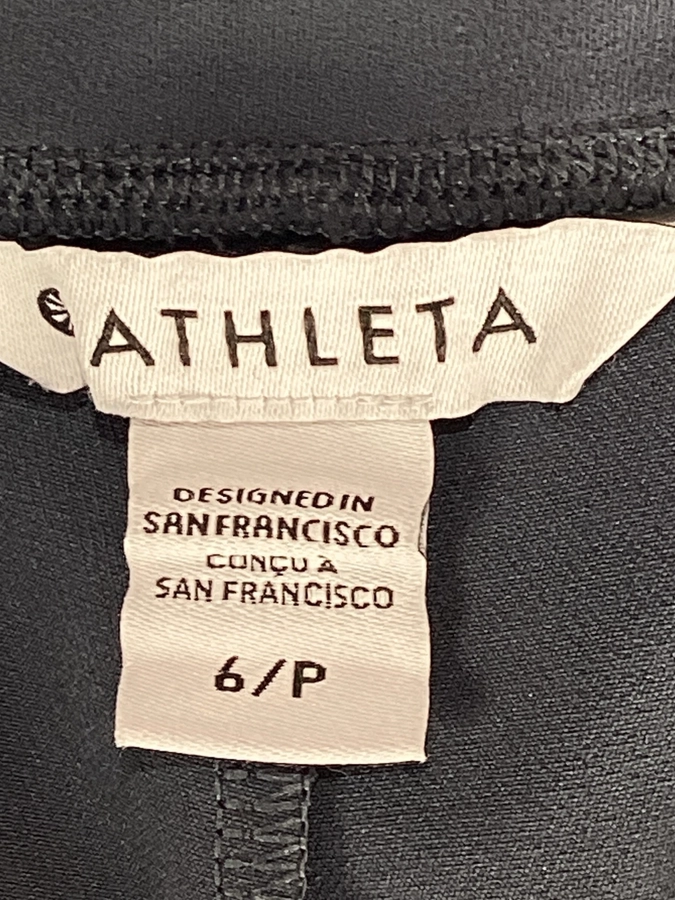 ATHLETA
DESIGNED IN
SAN FRANCISCO
CONÇU À
SAN FRANCISCO
6/P